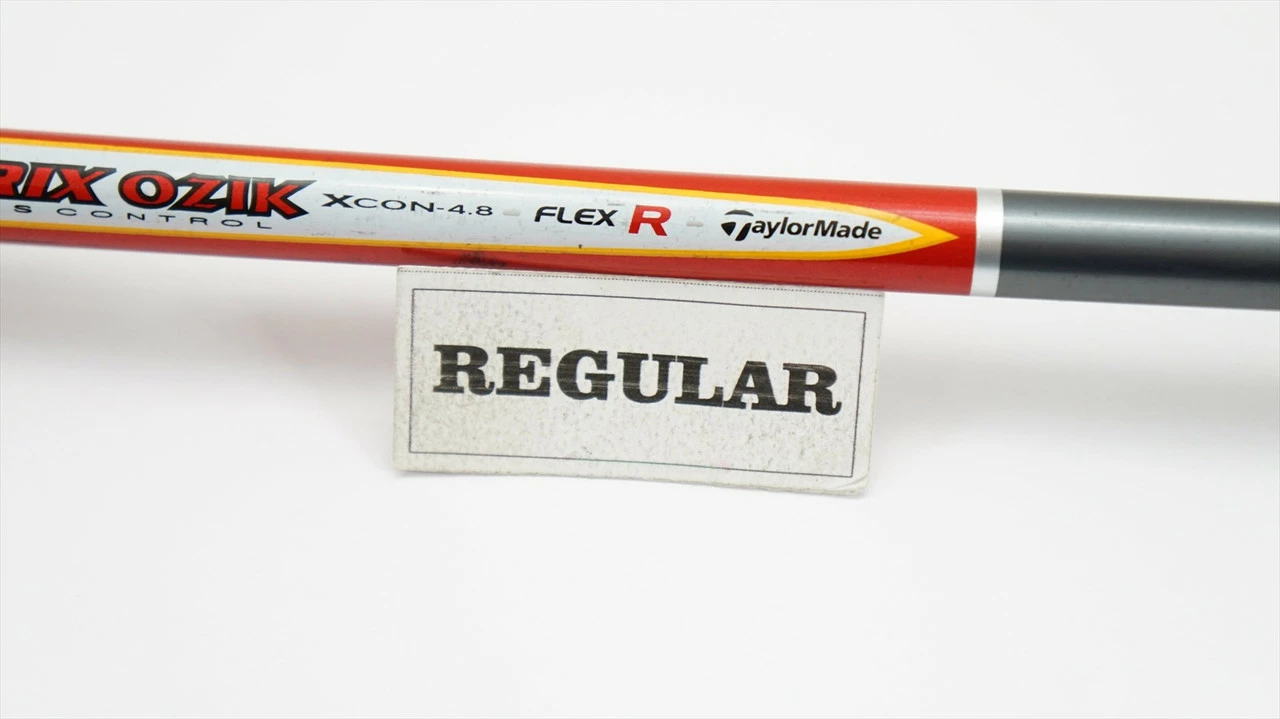 RIX OZIK XCON-4.8 - FLEX R - TaylorMade
S CONTROL
REGULAR